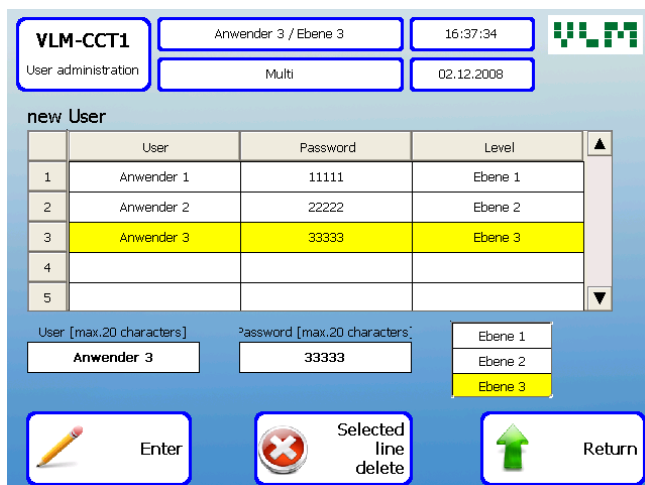 VLM-CCT1
User administration
Anwender 3 / Ebene 3
16:37:34
VLM
Multi
02.12.2008
new User
User Password Level
1 Anwender 1 11111 Ebene 1
2 Anwender 2 22222 Ebene 2
3 Anwender 3 33333 Ebene 3
4
5
User [max.20 characters]
Password [max.20 characters]
Anwender 3
33333
Ebene 1
Ebene 2
Ebene 3
Enter
Selected
line
delete
Return